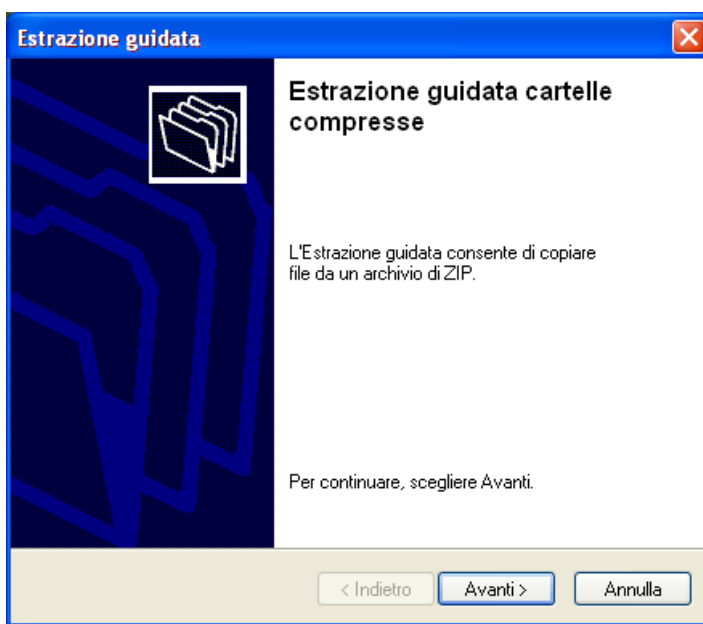 Estrazione guidata
Estrazione guidata cartelle
compresse
L'Estrazione guidata consente di copiare
file da un archivio di ZIP.
Per continuare, scegliere Avanti.
< Indietro
Avanti >
Annulla